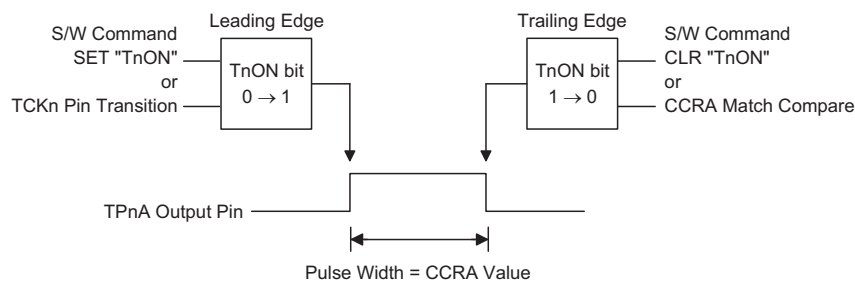 Leading Edge
S/W Command
SET "TnON"
or
TCKn Pin Transition
TnON bit
0 → 1
Trailing Edge
TnON bit
1 → 0
S/W Command
CLR "TnON"
or
CCRA Match Compare
TPnA Output Pin
Pulse Width = CCRA Value